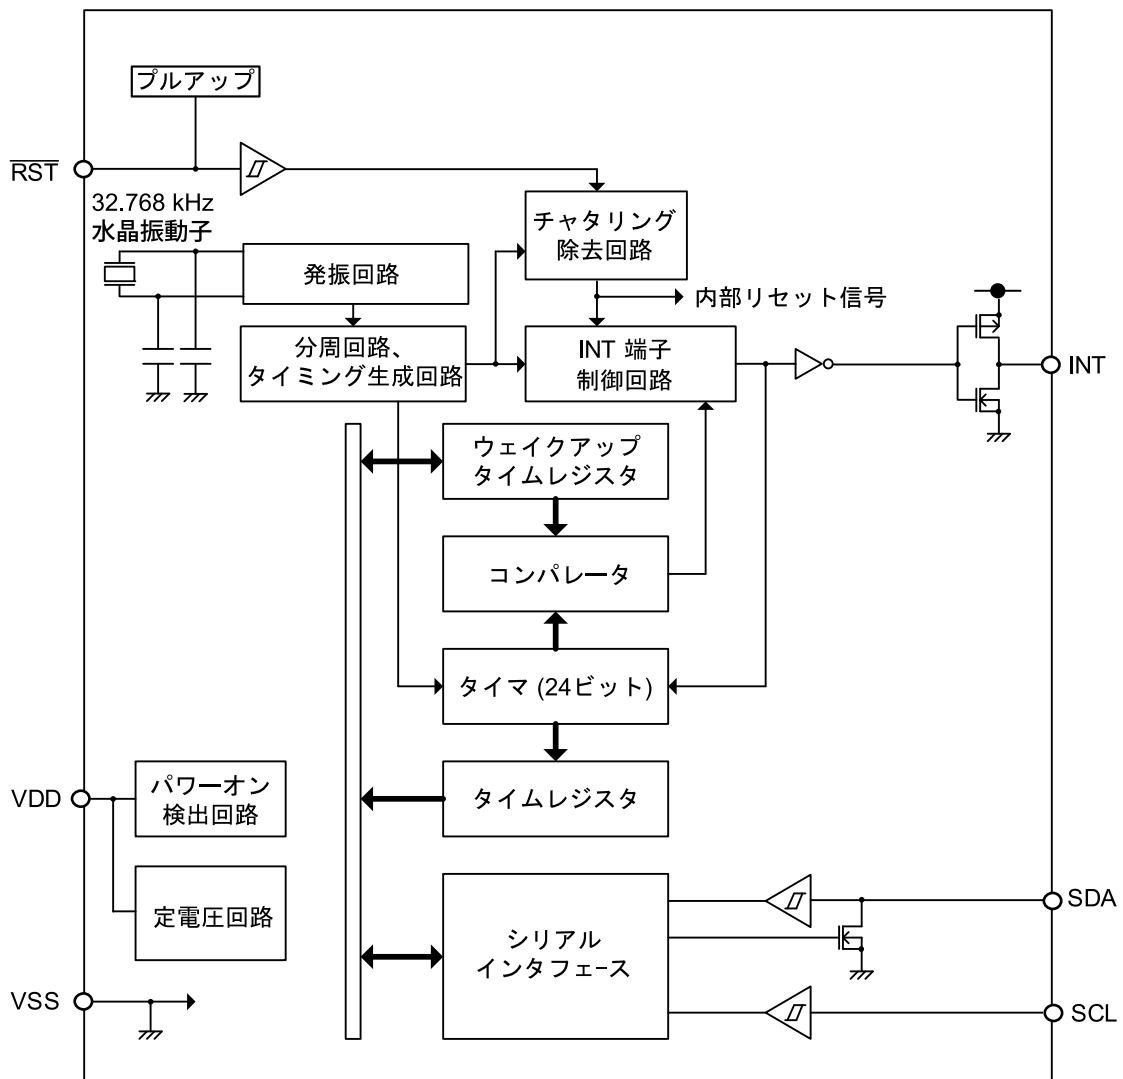 プルアップ
RST
32.768 kHz
水晶振動子
チャタリング
除去回路
発振回路
内部リセット信号
分周回路、
タイミング生成回路
INT 端子
制御回路
INT
ウェイクアップ
タイムレジスタ
コンパレータ
タイマ (24ビット)
VDD
パワーオン
検出回路
タイムレジスタ
定電圧回路
シリアル
インタフェース
SDA
VSS
SCL